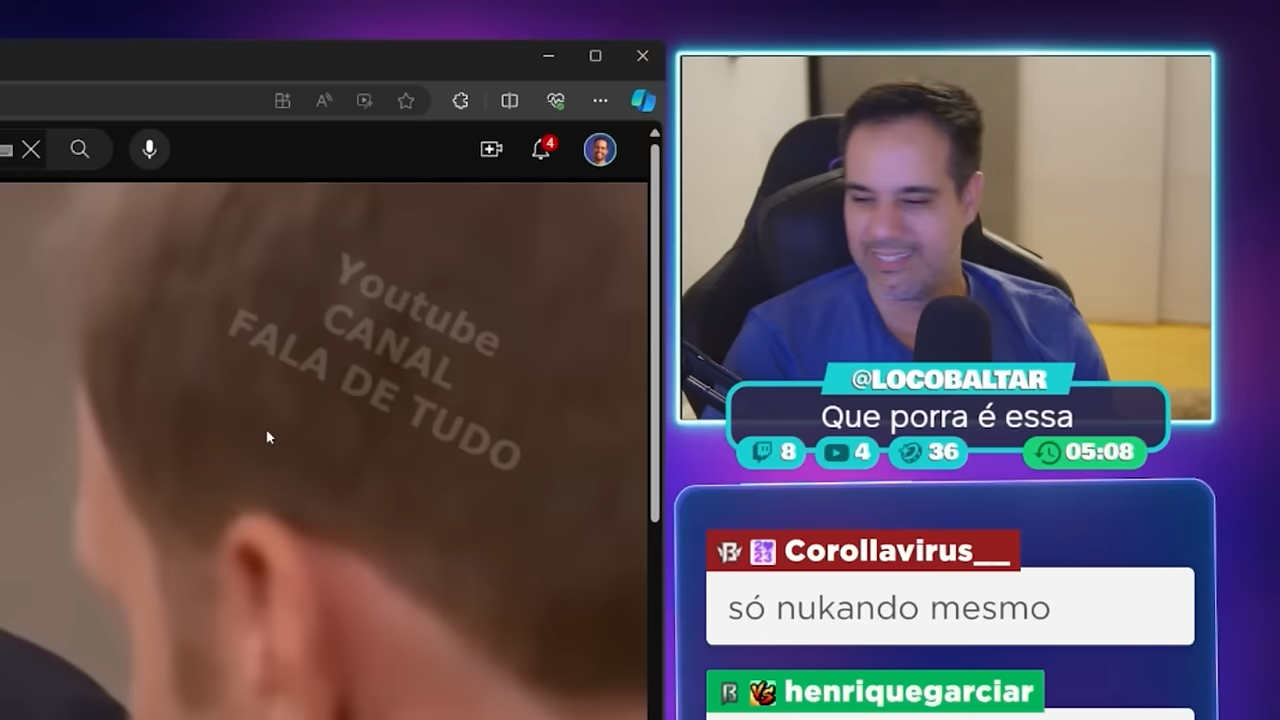 4
Youtube
CANAL
FALA DE TUDO
@LOCOBALTAR
Que porra é essa
8
4
36
05:08
Corollavirus__
só nukando mesmo
henriquegarciar